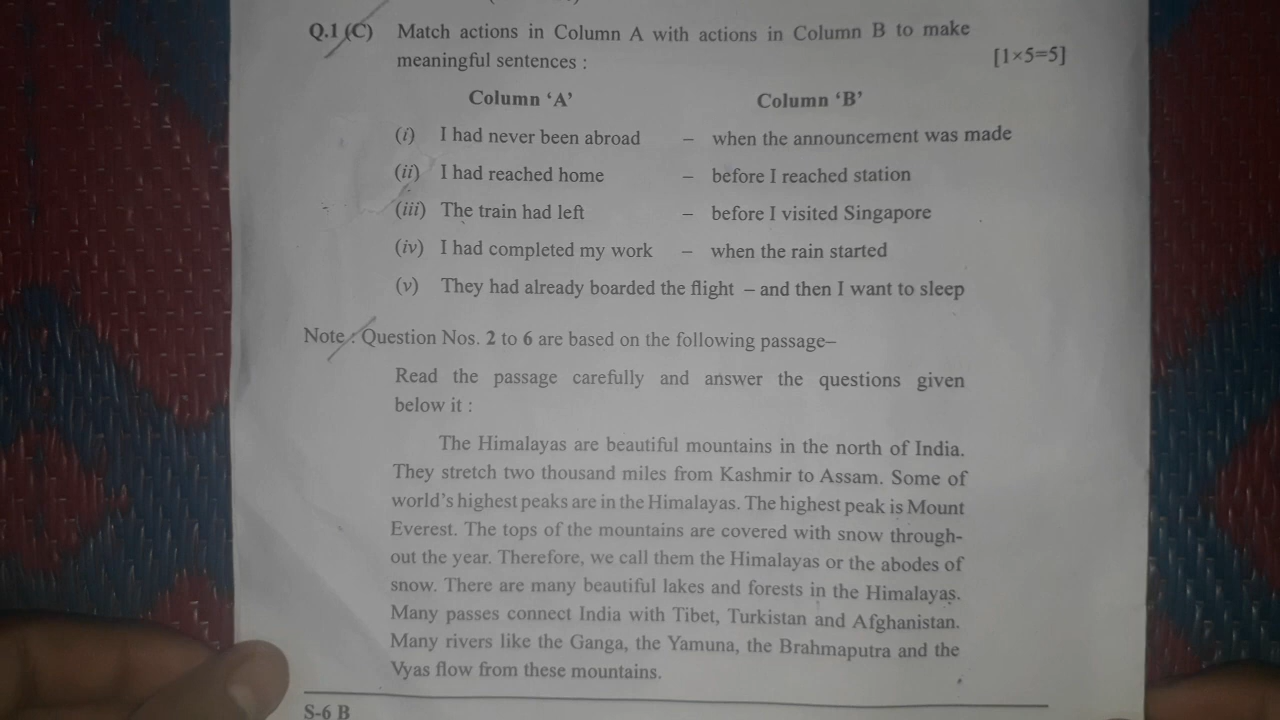 Q.1 (C) Match actions in Column A with actions in Column B to make
meaningful sentences : [1×5=5]
Column ‘A’ Column ‘B’
(i) I had never been abroad – when the announcement was made
(ii) I had reached home – before I reached station
(iii) The train had left – before I visited Singapore
(iv) I had completed my work – when the rain started
(v) They had already boarded the flight – and then I want to sleep
Note : Question Nos. 2 to 6 are based on the following passage–
Read the passage carefully and answer the questions given
below it :
The Himalayas are beautiful mountains in the north of India.
They stretch two thousand miles from Kashmir to Assam. Some of
world’s highest peaks are in the Himalayas. The highest peak is Mount
Everest. The tops of the mountains are covered with snow through-
out the year. Therefore, we call them the Himalayas or the abodes of
snow. There are many beautiful lakes and forests in the Himalayas.
Many passes connect India with Tibet, Turkistan and Afghanistan.
Many rivers like the Ganga, the Yamuna, the Brahmaputra and the
Vyas flow from these mountains.
S-6 B